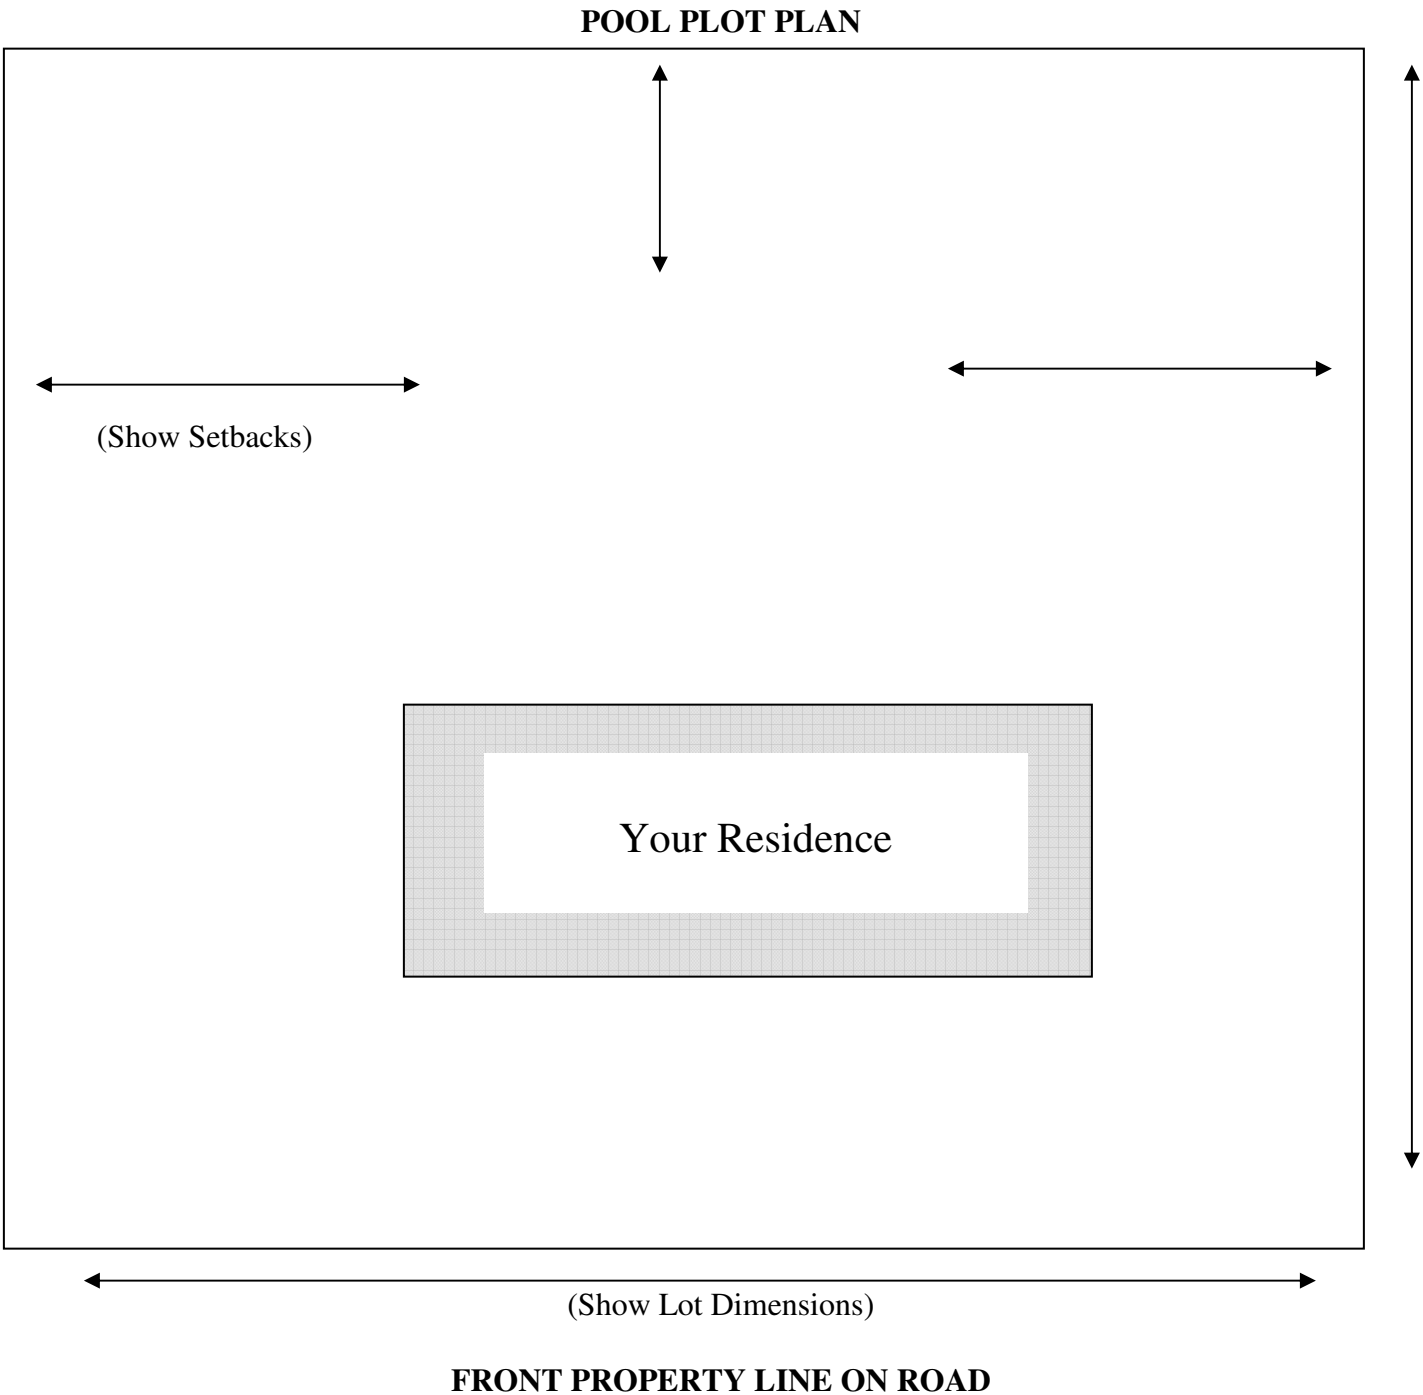 POOL PLOT PLAN
(Show Setbacks)
Your Residence
(Show Lot Dimensions)
FRONT PROPERTY LINE ON ROAD